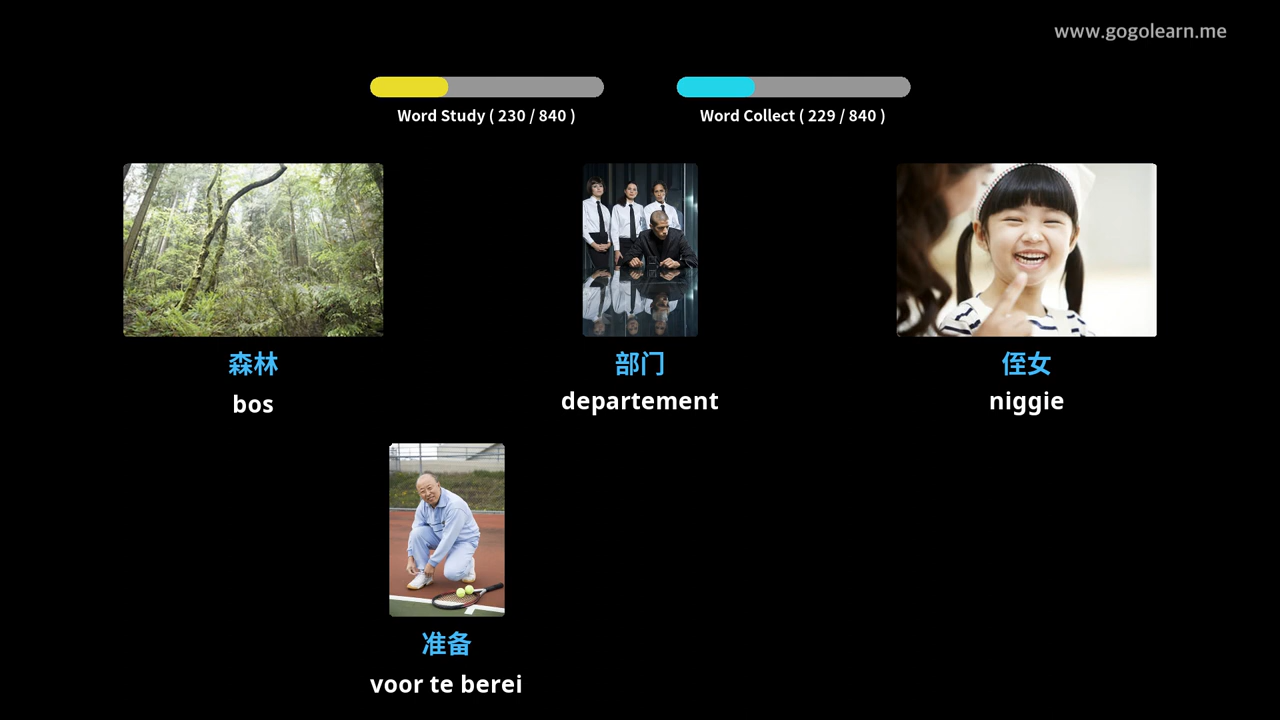 www.gogolearn.me
Word Study ( 230 / 840 )
Word Collect ( 229 / 840 )
森林
bos
部门
departement
侄女
niggie
准备
voor te berei